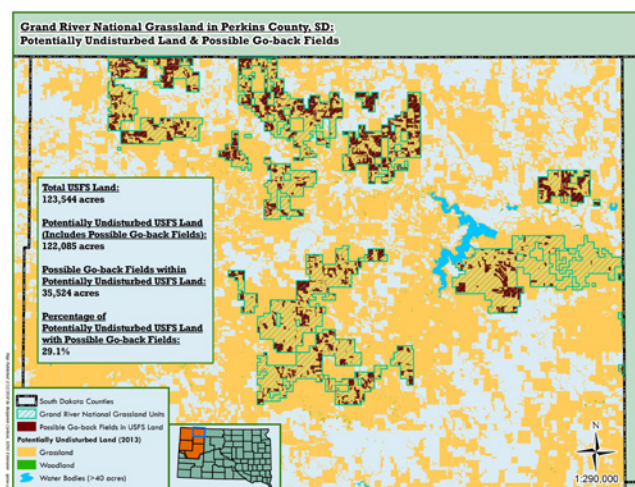 Grand River National Grassland in Perkins County, SD:
Potentially Undisturbed Land & Possible Go-back Fields
Total USFS Land:
123,544 acres
Potentially Undisturbed USFS Land
(Includes Possible Go-back Fields):
122,085 acres
Possible Go-back Fields within
Potentially Undisturbed USFS Land:
35,524 acres
Percentage of
Potentially Undisturbed USFS Land
with Possible Go-back Fields:
29.1%
South Dakota Counties
Grand River National Grassland Units
Possible Go-back Fields in USFS Land
Potentially Undisturbed Land (2013)
Grassland
Woodland
Water Bodies (>40 acres)
N
1:290,000